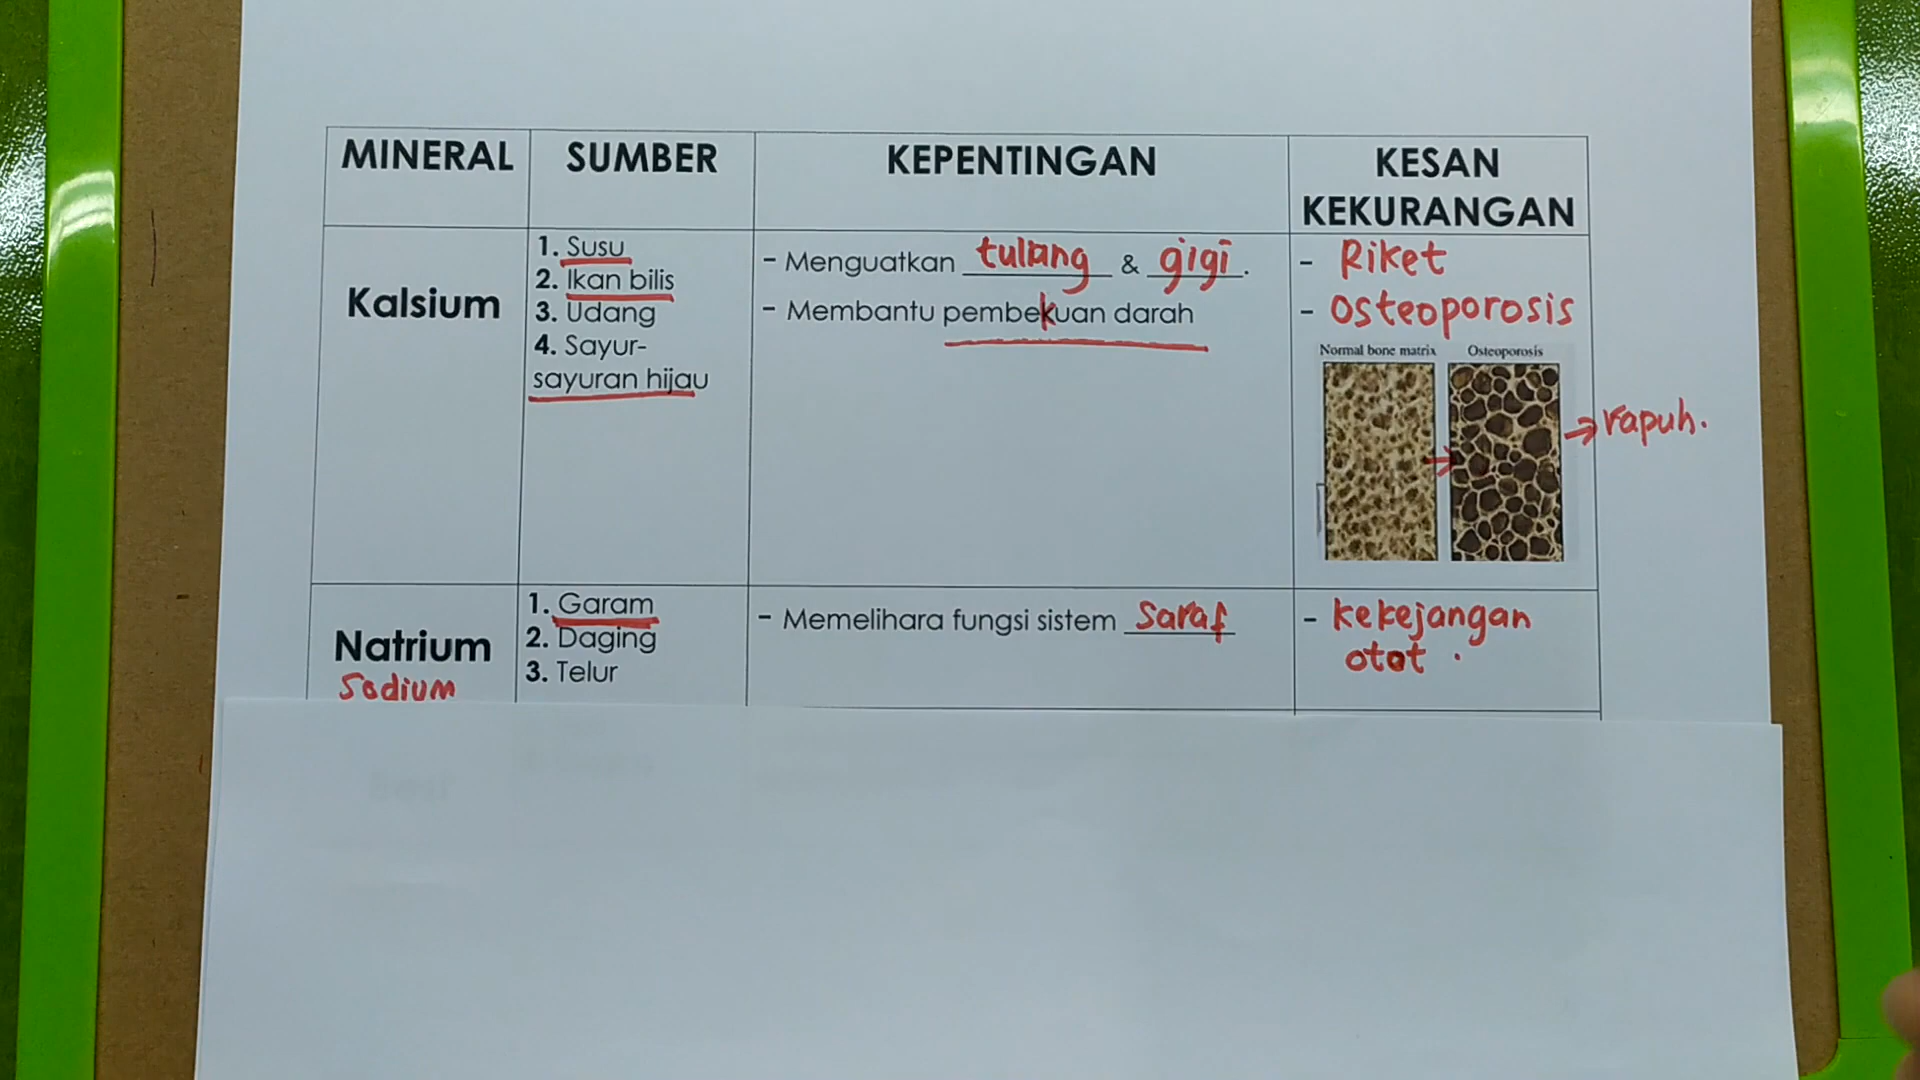 MINERAL
SUMBER
KEPENTINGAN
KESAN
KEKURANGAN
Kalsium
1. Susu
2. Ikan bilis
3. Udang
4. Sayur-
sayuran hijau
- Menguatkan tulang & gigi.
- Membantu pembekuan darah
- Riket
- Osteoporosis
Normal bone matrix
Osteoporosis
→ rapuh.
Natrium
Sodium
1. Garam
2. Daging
3. Telur
- Memelihara fungsi sistem saraf
- kekejangan
otot.